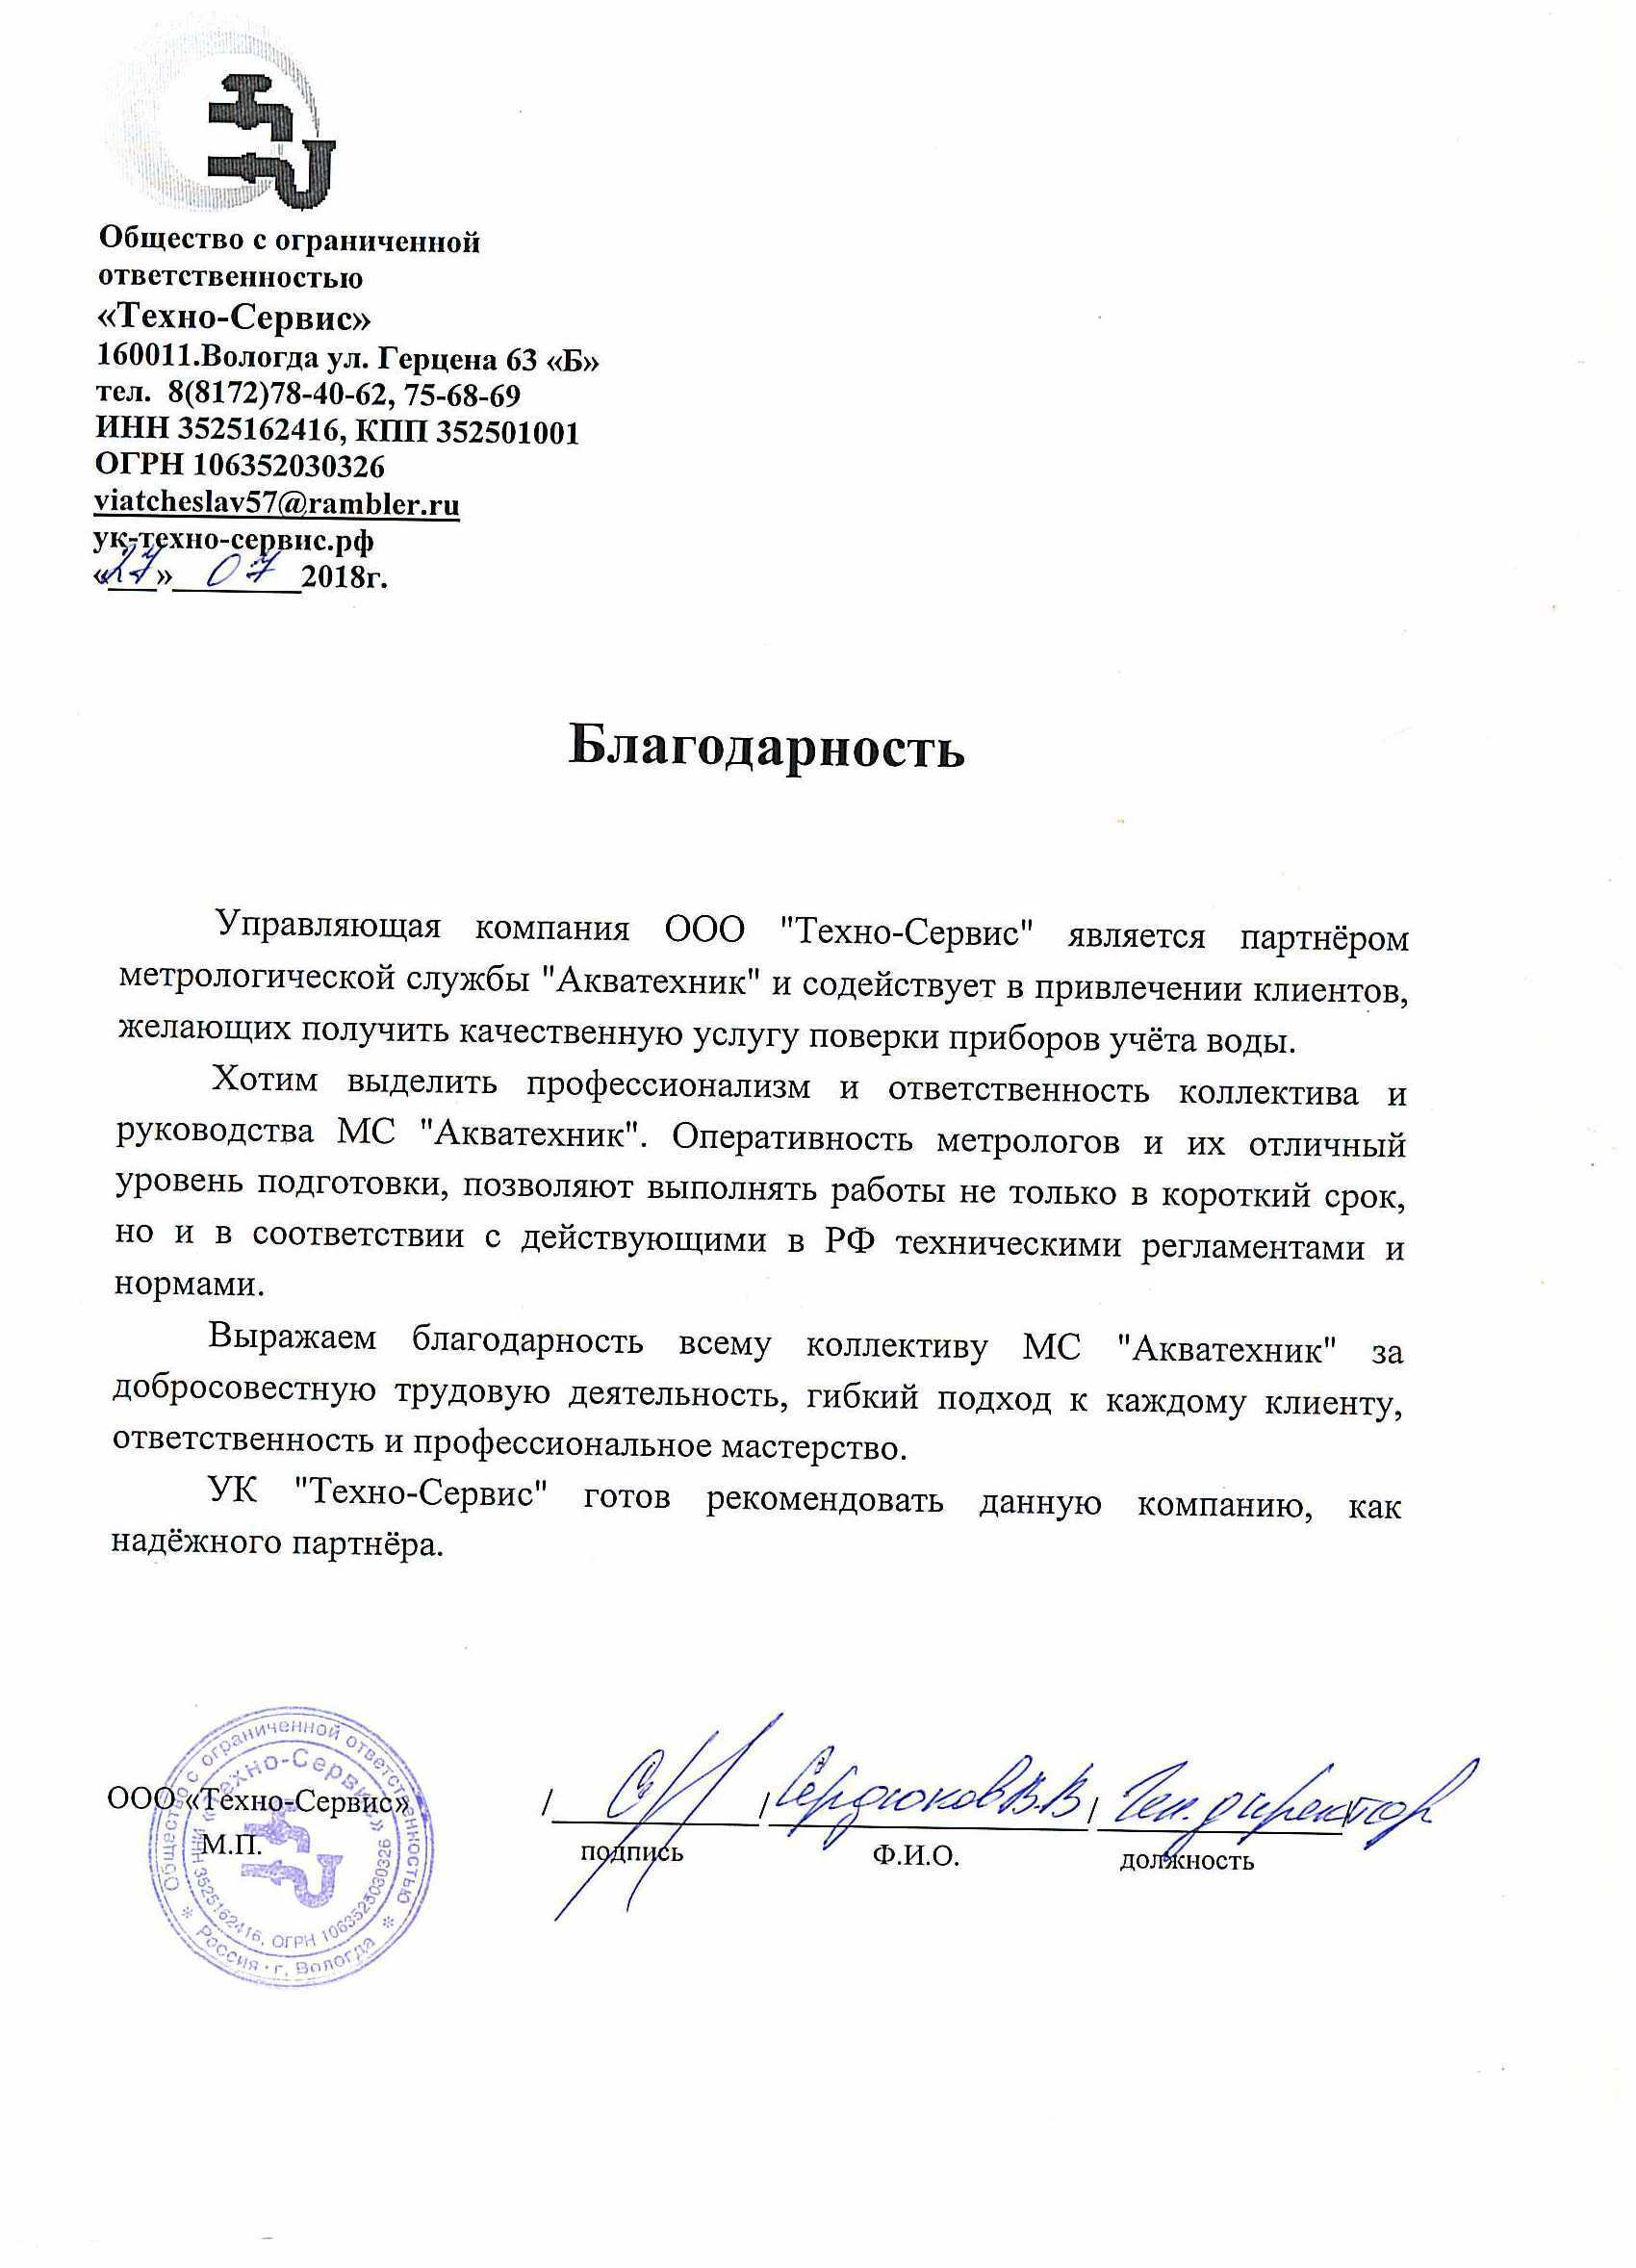 Общество с ограниченной
ответственностью
«Техно-Сервис»
160011.Вологда ул. Герцена 63 «Б»
тел. 8(8172)78-40-62, 75-68-69
ИНН 3525162416, КПП 352501001
ОГРН 106352030326
viatcheslav57@rambler.ru
ук-техно-сервис.рф
«27» 07 2018г.
Благодарность
Управляющая компания ООО "Техно-Сервис" является партнёром
метрологической службы "Акватехник" и содействует в привлечении клиентов,
желающих получить качественную услугу поверки приборов учёта воды.
Хотим выделить профессионализм и ответственность коллектива и
руководства МС "Акватехник". Оперативность метрологов и их отличный
уровень подготовки, позволяют выполнять работы не только в короткий срок,
но и в соответствии с действующими в РФ техническими регламентами и
нормами.
Выражаем благодарность всему коллективу МС "Акватехник" за
добросовестную трудовую деятельность, гибкий подход к каждому клиенту,
ответственность и профессиональное мастерство.
УК "Техно-Сервис" готов рекомендовать данную компанию, как
надёжного партнёра.
ООО «Техно-Сервис» / / Сердюков В.В / Ген. директор /
М.П. подпись Ф.И.О. должность
Общество с ограниченной ответственностью
«Техно-Сервис»
ИНН 3525162416, ОГРН 1063525030326
Россия • г. Вологда